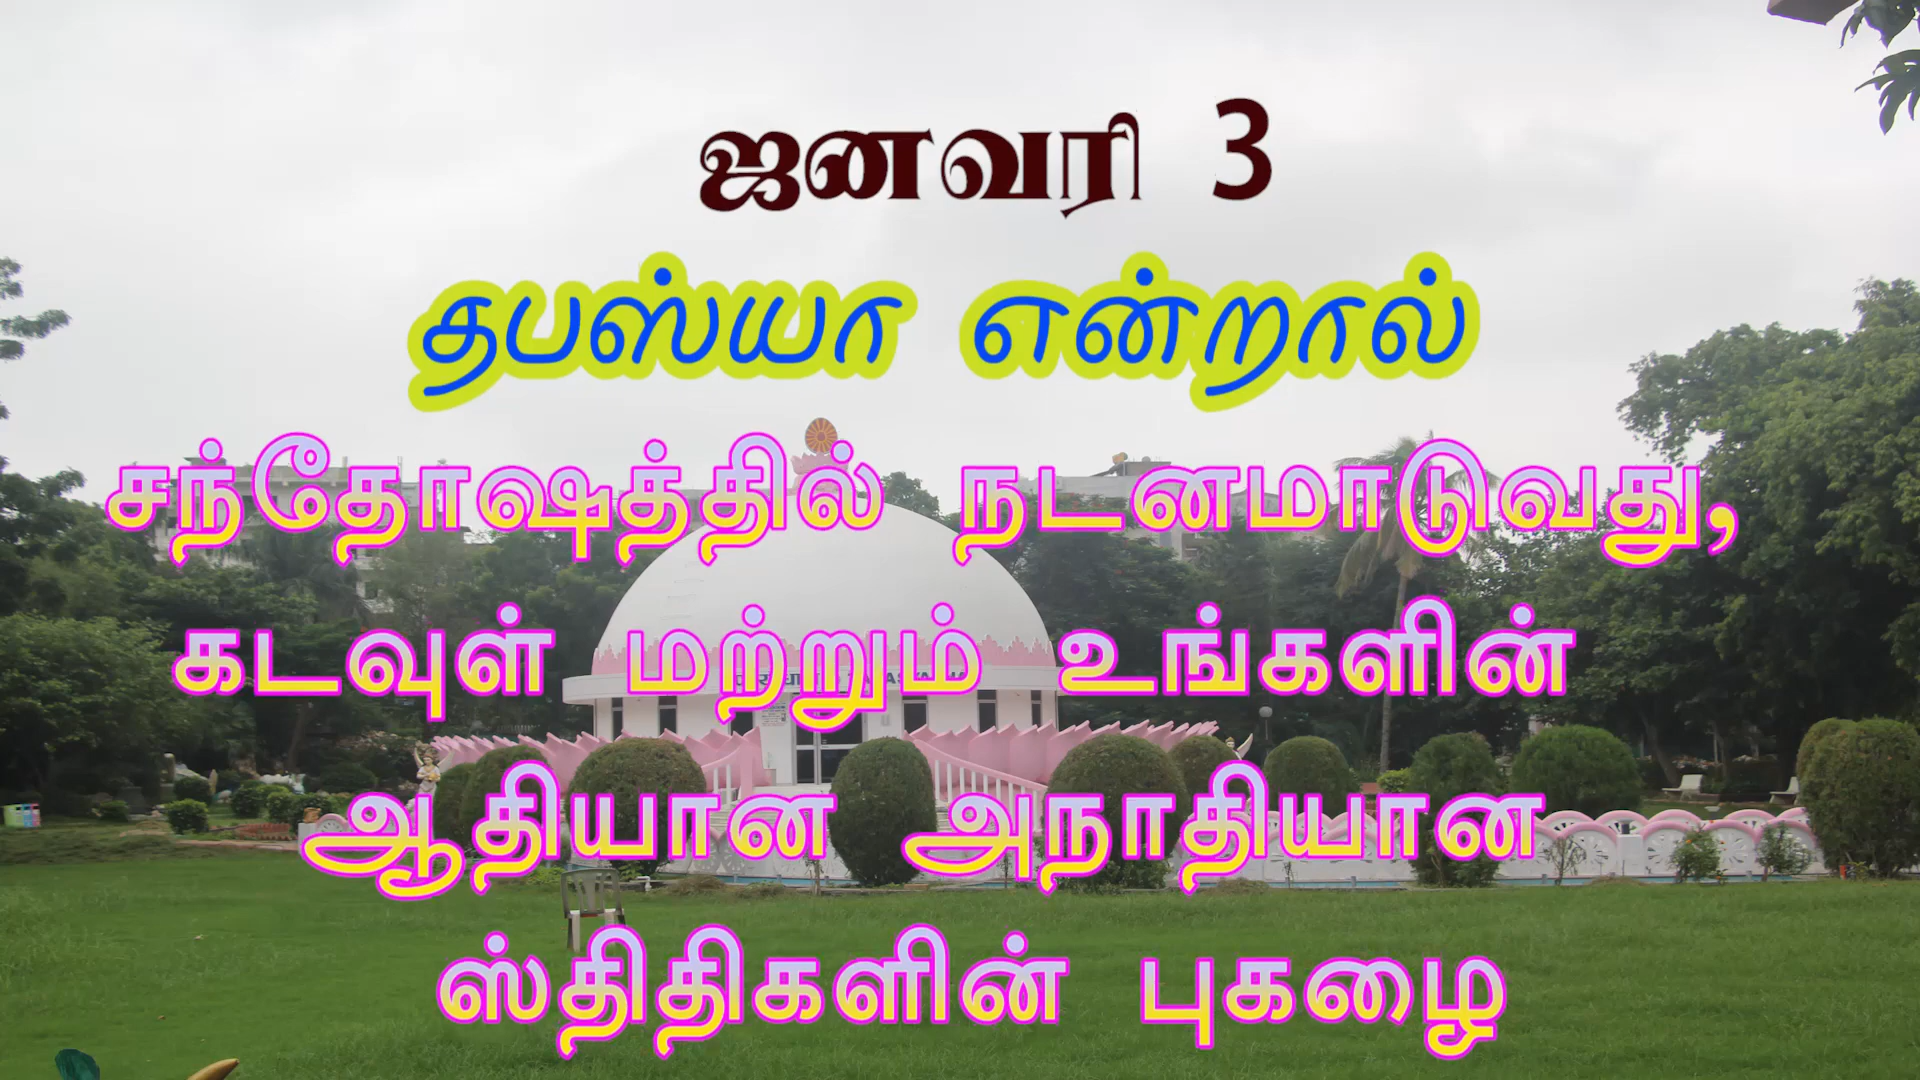 ஜனவரி 3
தபஸ்யா என்றால்
சந்தோஷத்தில் நடனமாடுவது,
கடவுள் மற்றும் உங்களின்
ஆதியான அநாதியான
ஸ்திதிகளின் புகழை